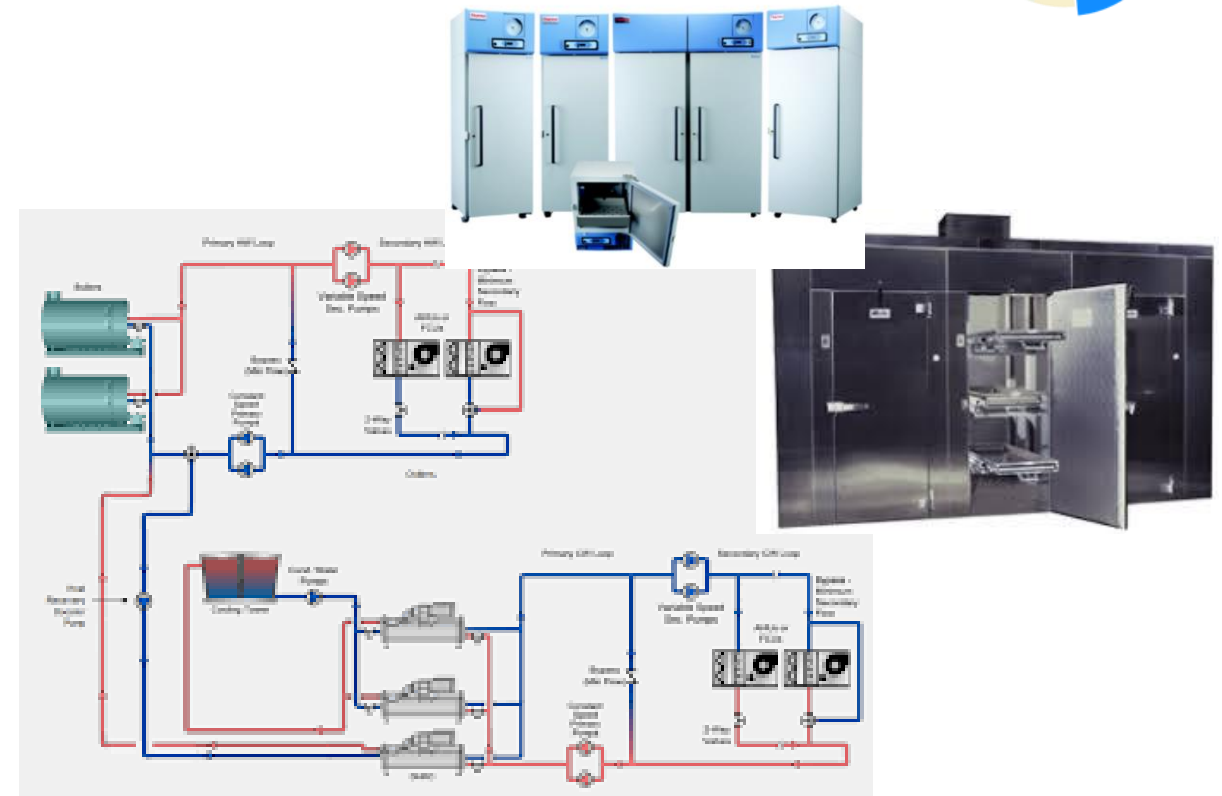 Primary HW Loop
Secondary HW Loop
Boilers
Variable Speed
Sec. Pumps
Bypass -
Minimum
Secondary
Flow
AHUs or
FCUs
Bypass
(Min Flow)
Constant
Speed
Primary
Pumps
3-Way
Valves
Heat
Recovery
Booster
Pump
Cooling Tower
Cond. Water
Pumps
Primary CW Loop
Secondary CW Loop
Variable Speed
Sec. Pumps
Bypass -
Minimum
Secondary
Flow
AHUs or
FCUs
Bypass
(Min Flow)
Constant
Speed
Primary
Pumps
3-Way
Valves